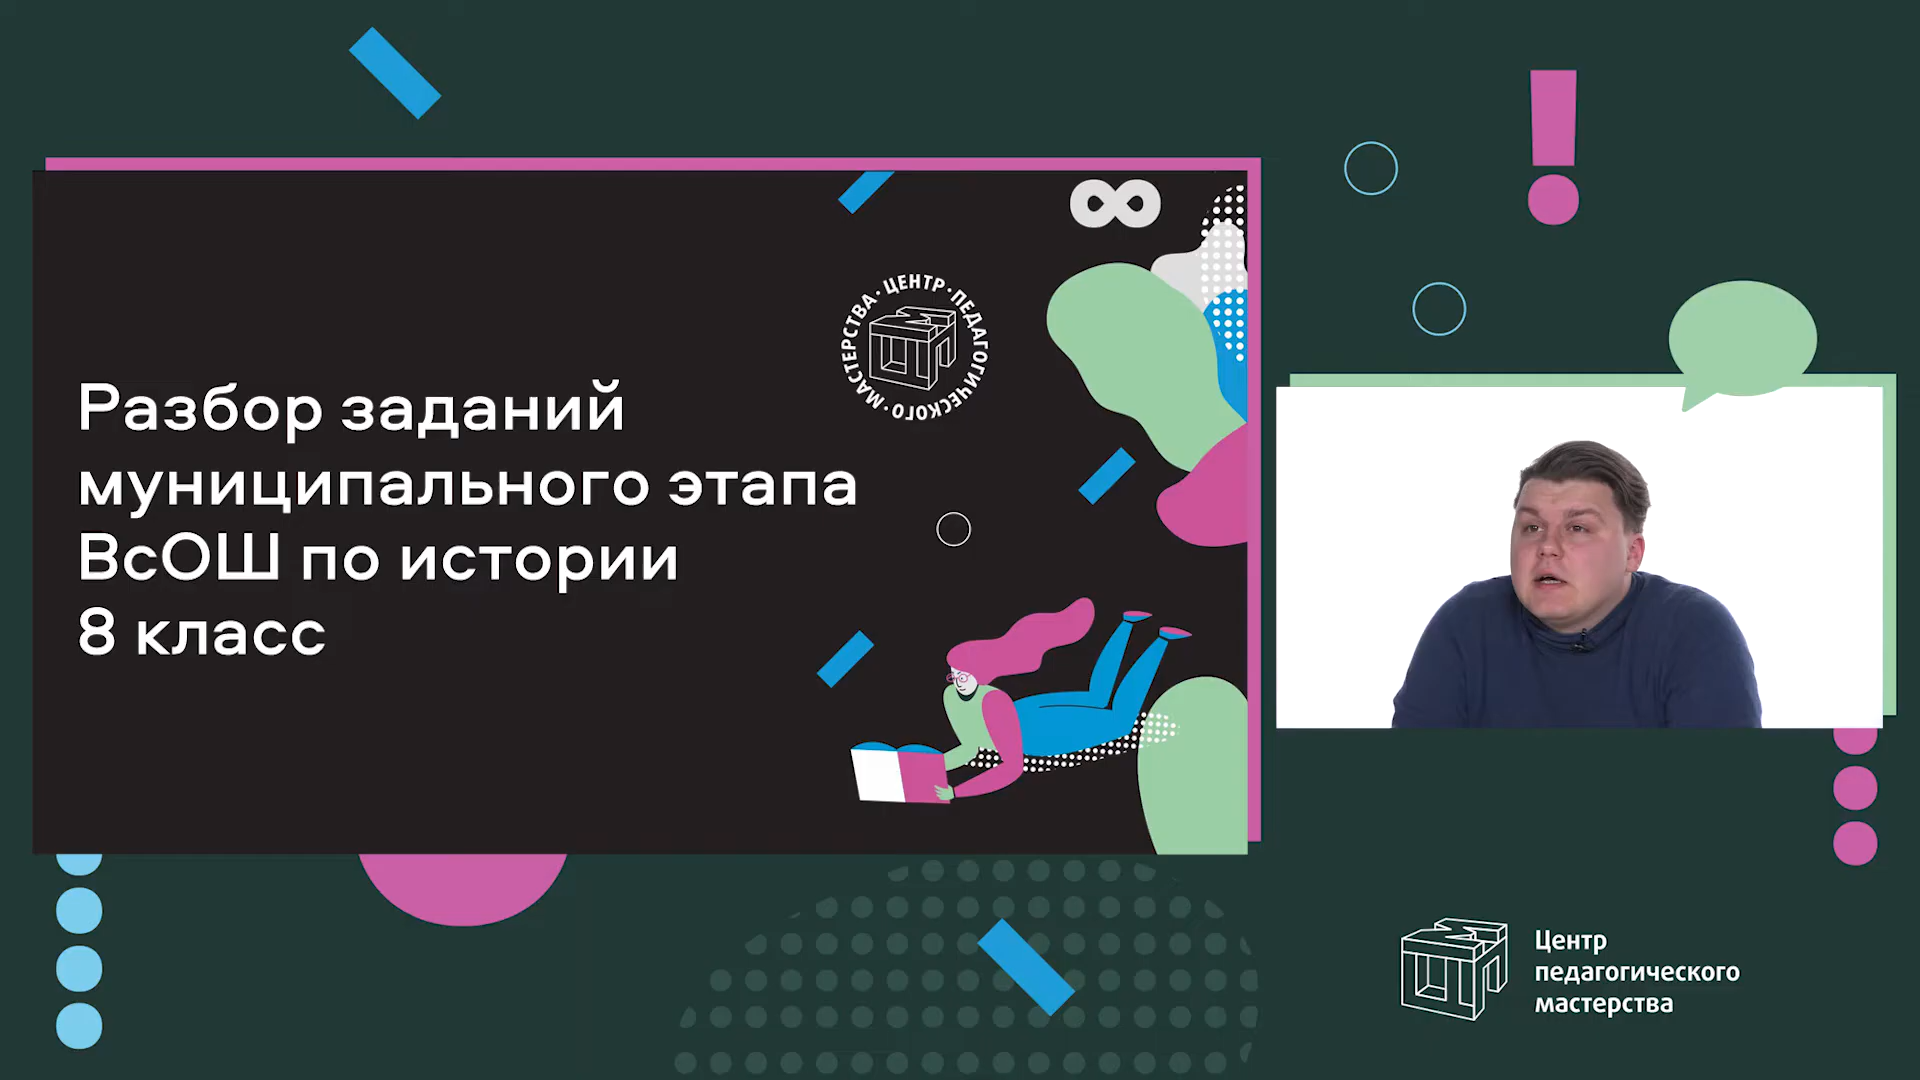 Разбор заданий
муниципального этапа
ВсОШ по истории
8 класс
ЦЕНТР · ПЕДАГОГИЧЕСКОГО · МАСТЕРСТВА ·
Центр
педагогического
мастерства